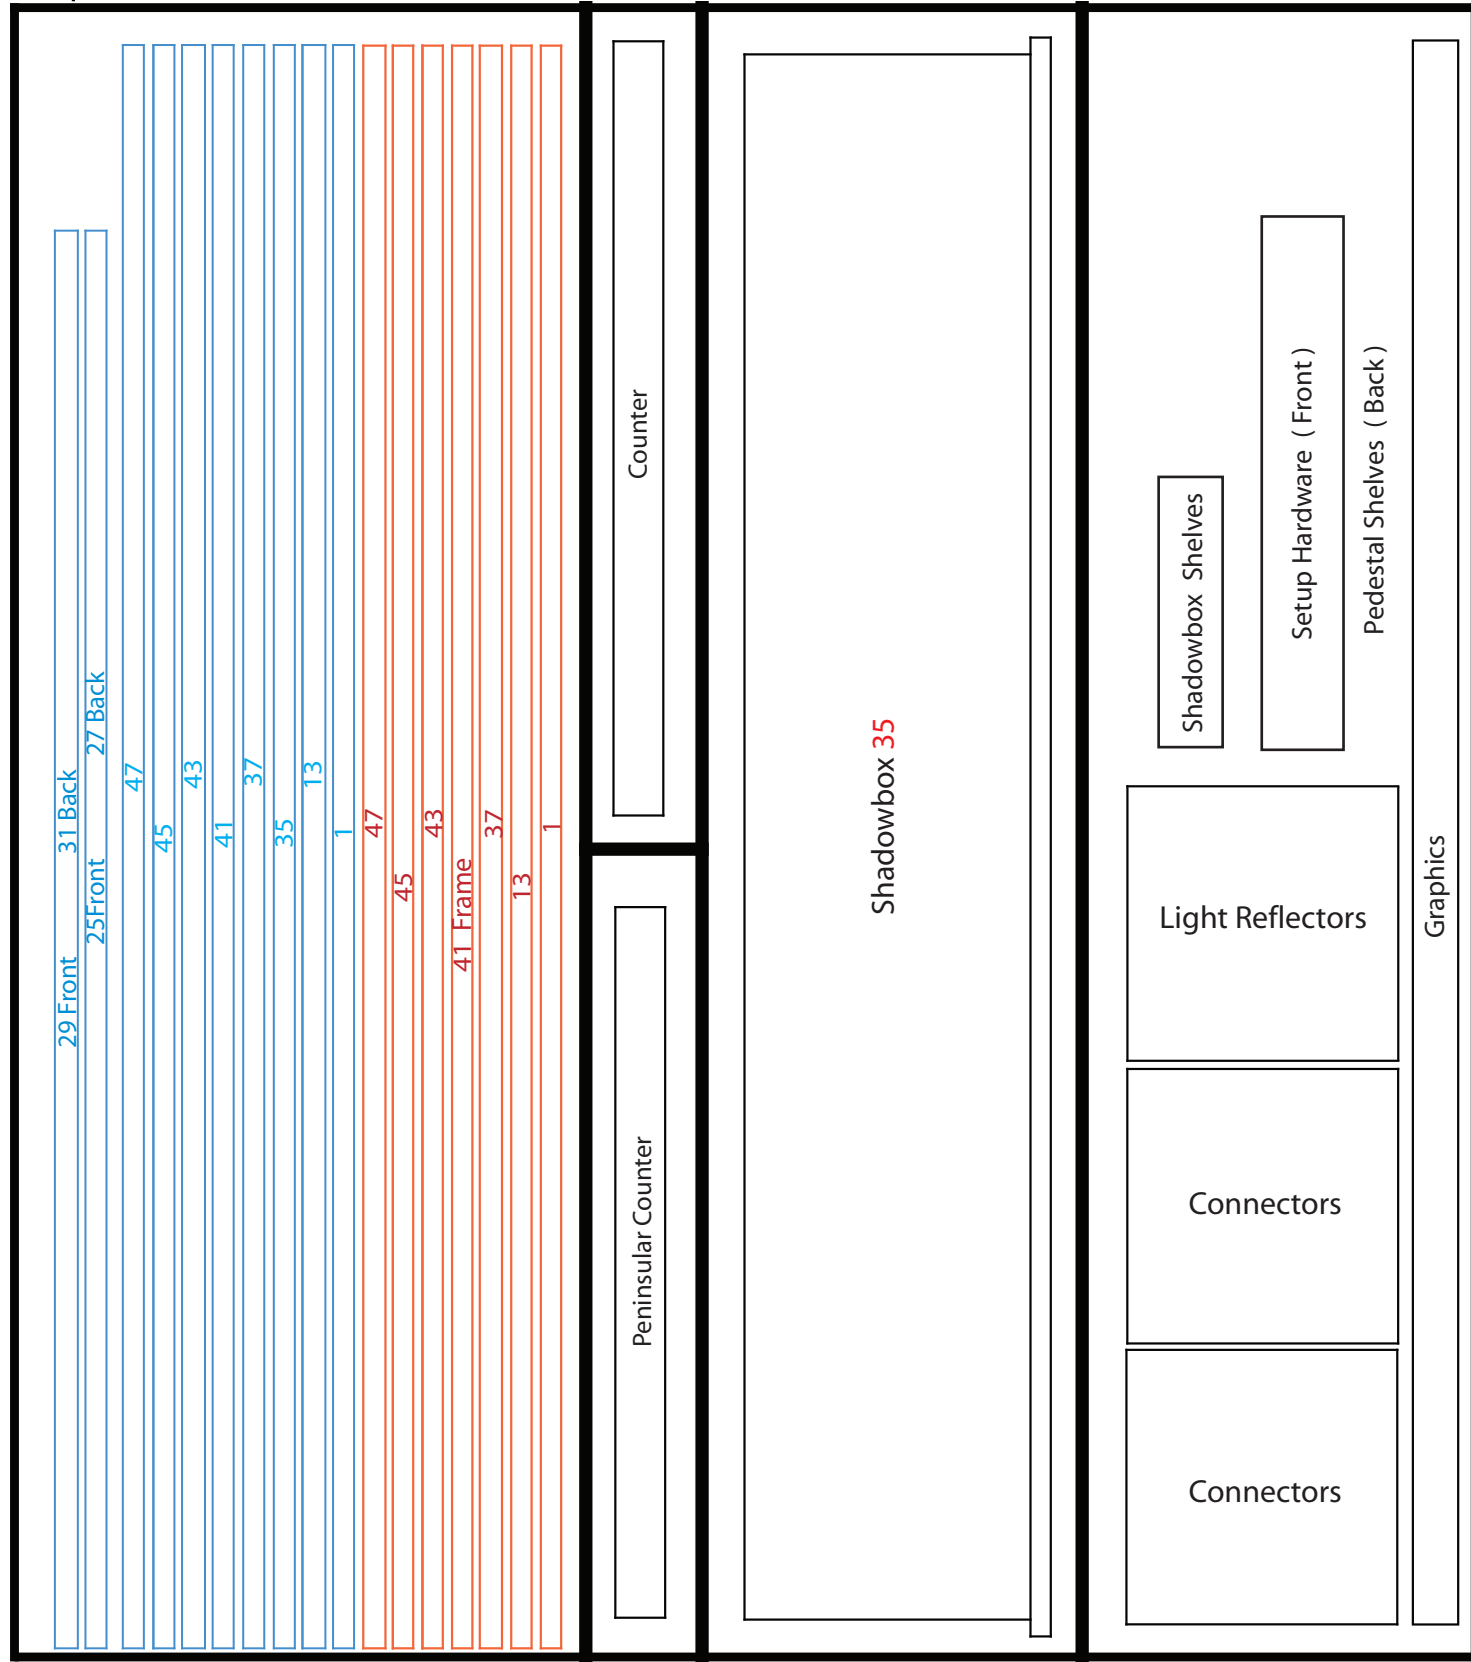 29 Front
31 Back
25Front
27 Back
47
45
43
41
37
35
13
1
47
45
43
41 Frame
37
13
1
Counter
Peninsular Counter
Shadowbox 35
Shadowbox Shelves
Setup Hardware ( Front )
Pedestal Shelves ( Back )
Light Reflectors
Connectors
Connectors
Graphics